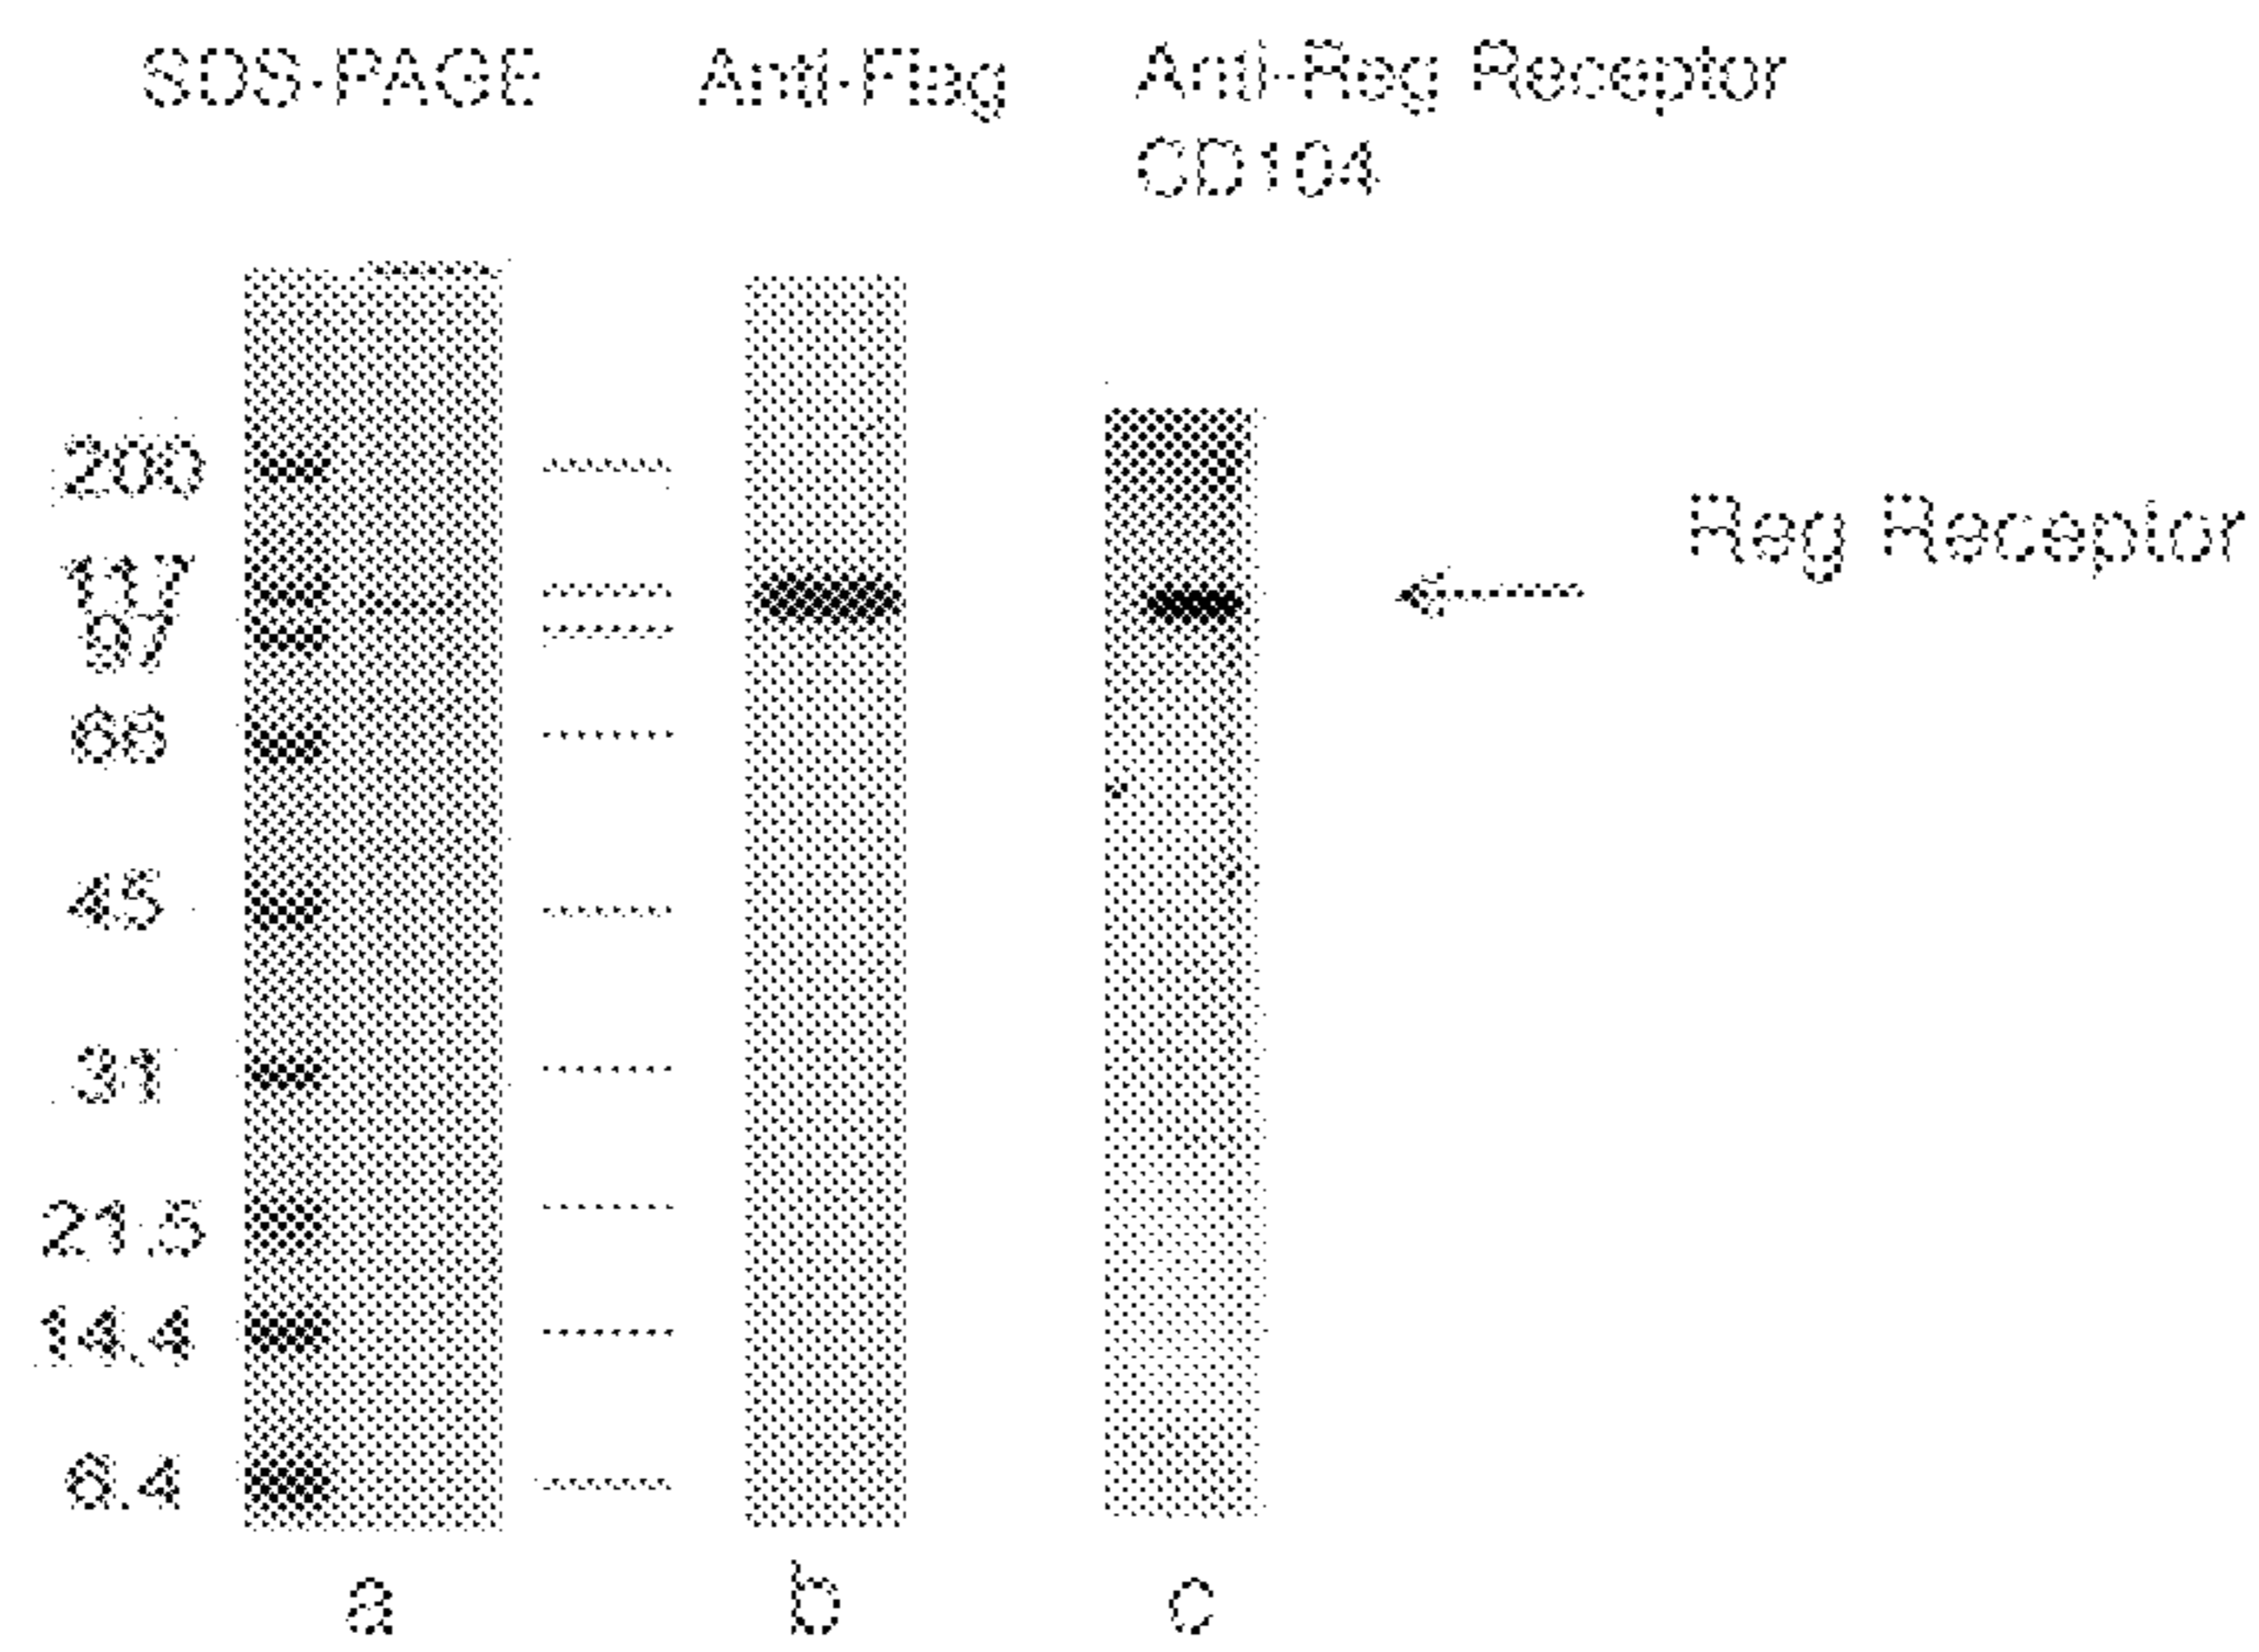 SDS-PAGE Anti-Flag Anti-Reg Receptor
CD104
200
Reg Receptor
117
97
68
45
31
21.5
14.4
6.4
a b c